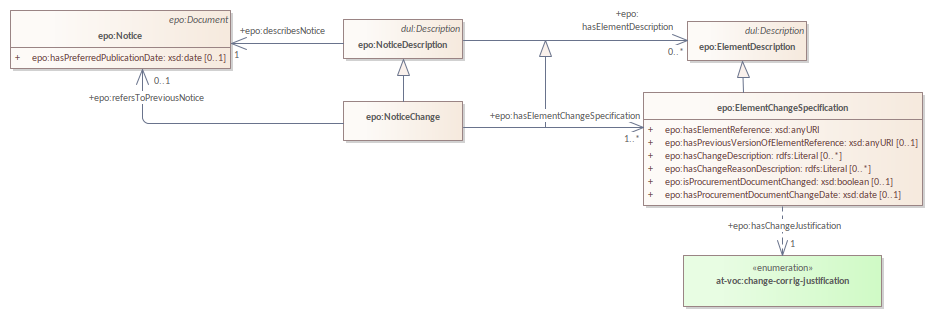 epo:Document
epo:Notice
+ epo:hasPreferredPublicationDate: xsd:date [0..1]
+epo:describesNotice
1
dul:Description
epo:NoticeDescription
+epo:
hasElementDescription
0..*
dul:Description
epo:ElementDescription
0..1
+epo:refersToPreviousNotice
epo:NoticeChange
+epo:hasElementChangeSpecification
1..*
epo:ElementChangeSpecification
+ epo:hasElementReference: xsd:anyURI
+ epo:hasPreviousVersionOfElementReference: xsd:anyURI [0..1]
+ epo:hasChangeDescription: rdfs:Literal [0..*]
+ epo:hasChangeReasonDescription: rdfs:Literal [0..*]
+ epo:isProcurementDocumentChanged: xsd:boolean [0..1]
+ epo:hasProcurementDocumentChangeDate: xsd:date [0..1]
+epo:hasChangeJustification
1
«enumeration»
at-voc:change-corrig-justification